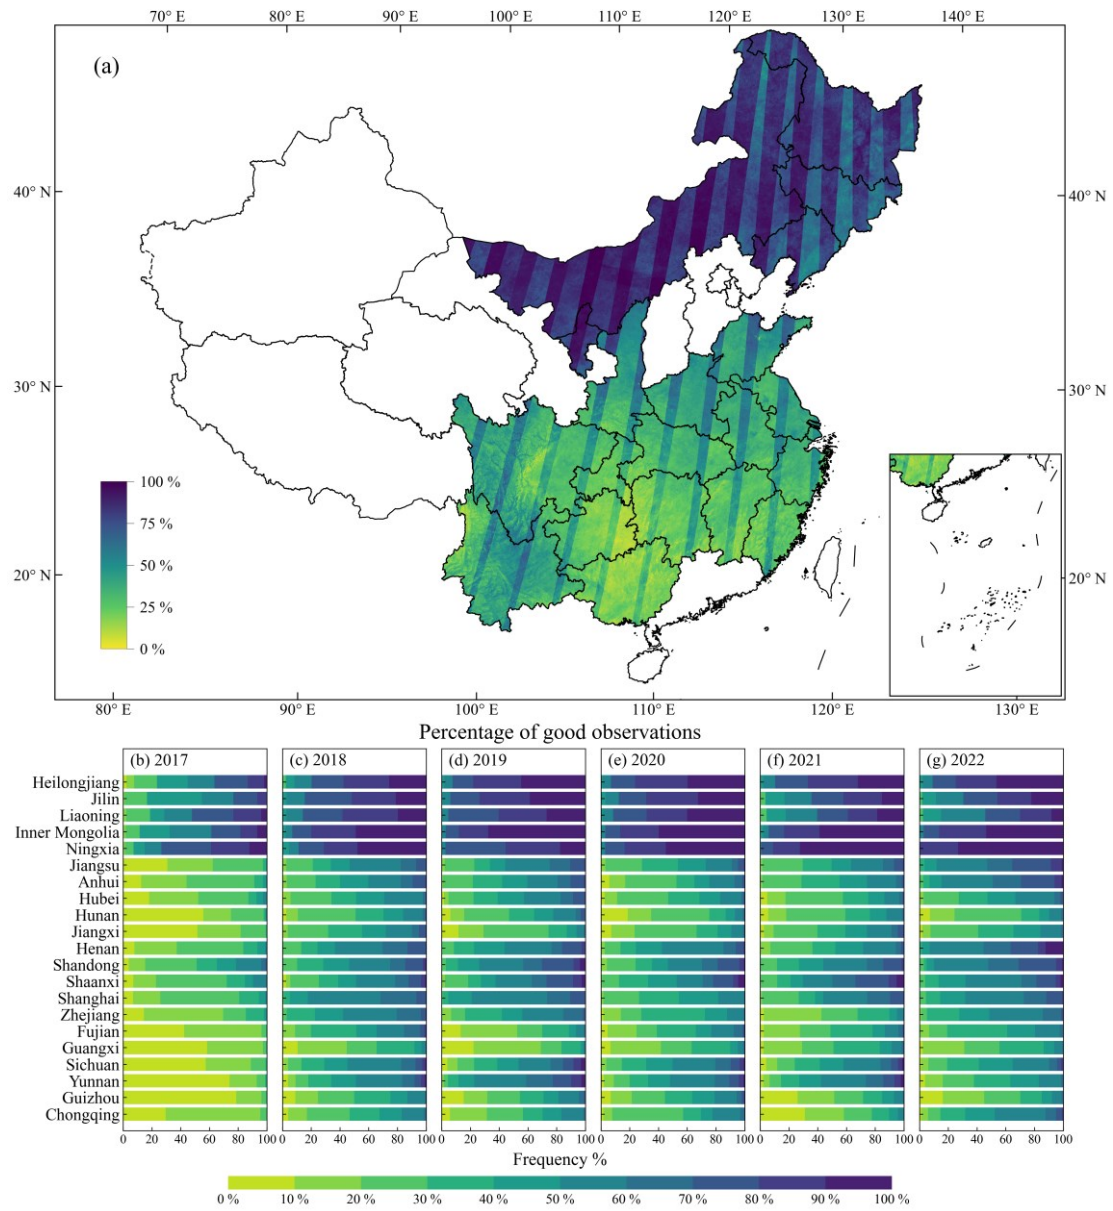 70° E 80° E 90° E 100° E 110° E 120° E 130° E 140° E
(a)
40° N 40° N
30° N 30° N
20° N 20° N
100 %
75 %
50 %
25 %
0 %
80° E 90° E 100° E 110° E 120° E 130° E
Percentage of good observations
(b) 2017 (c) 2018 (d) 2019 (e) 2020 (f) 2021 (g) 2022
Heilongjiang
Jilin
Liaoning
Inner Mongolia
Ningxia
Jiangsu
Anhui
Hubei
Hunan
Jiangxi
Henan
Shandong
Shaanxi
Shanghai
Zhejiang
Fujian
Guangxi
Sichuan
Yunnan
Guizhou
Chongqing
0 20 40 60 80 100 0 20 40 60 80 100 0 20 40 60 80 100 0 20 40 60 80 100 0 20 40 60 80 100 0 20 40 60 80 100
Frequency %
0 % 10 % 20 % 30 % 40 % 50 % 60 % 70 % 80 % 90 % 100 %